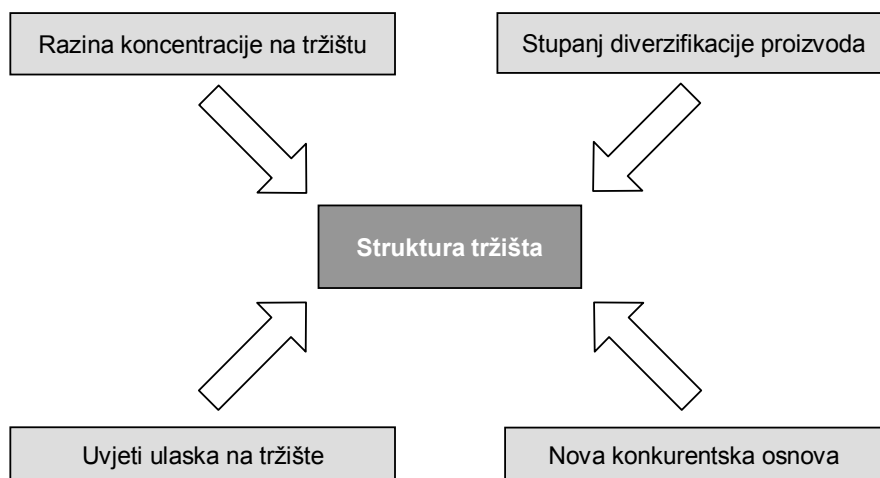 Razina koncentracije na tržištu
Stupanj diverzifikacije proizvoda
Struktura tržišta
Uvjeti ulaska na tržište
Nova konkurentska osnova